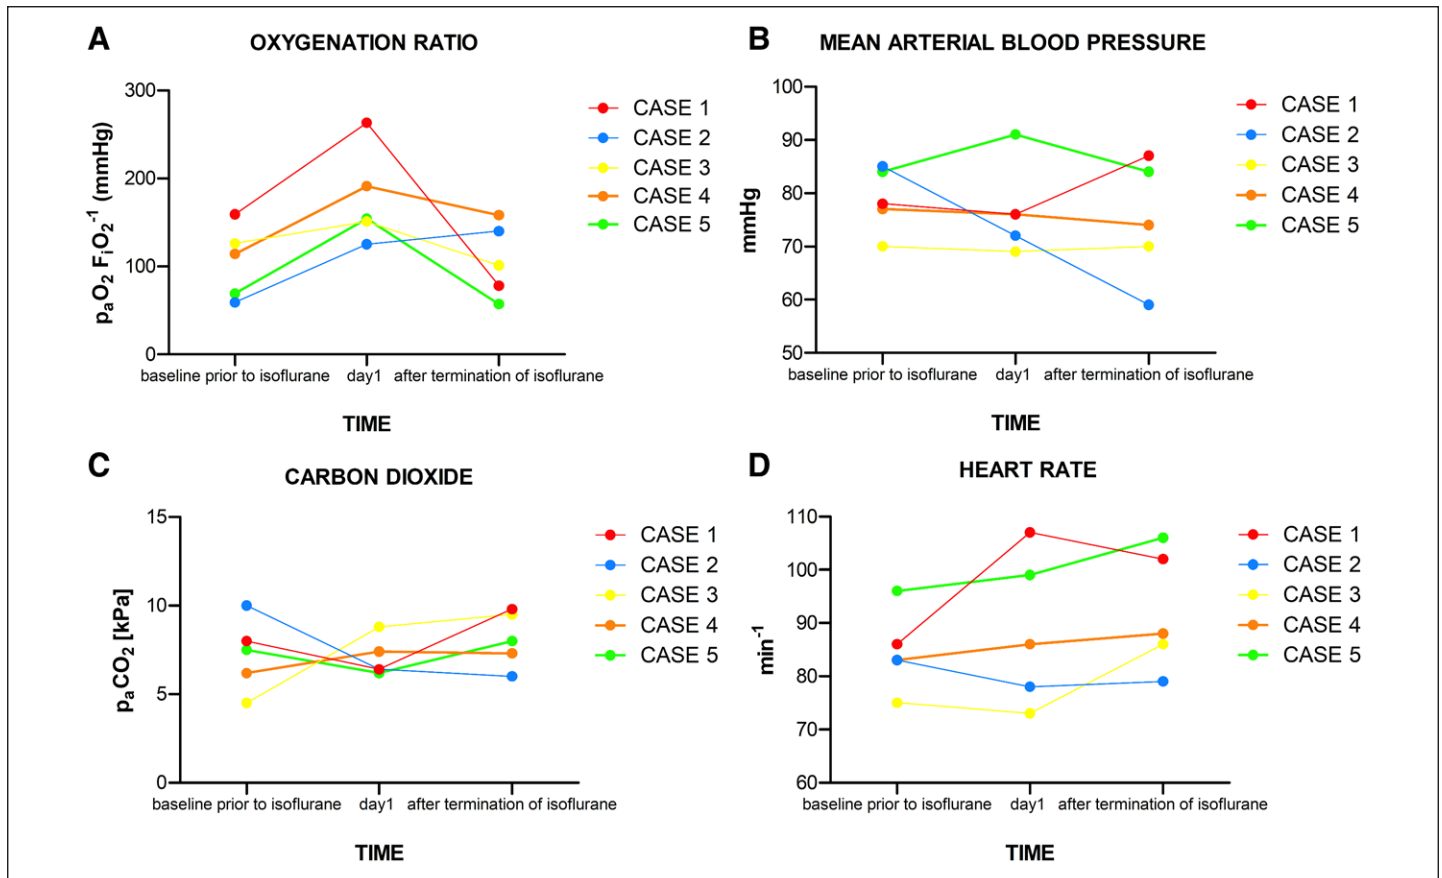 A
OXYGENATION RATIO
300
200
100
0
paO2 FiO2-1 (mmHg)
baseline prior to isoflurane
day1
after termination of isoflurane
TIME
CASE 1
CASE 2
CASE 3
CASE 4
CASE 5
B
MEAN ARTERIAL BLOOD PRESSURE
100
90
80
70
60
50
mmHg
baseline prior to isoflurane
day1
after termination of isoflurane
TIME
CASE 1
CASE 2
CASE 3
CASE 4
CASE 5
C
CARBON DIOXIDE
15
10
5
0
paCO2 [kPa]
baseline prior to isoflurane
day1
after termination of isoflurane
TIME
CASE 1
CASE 2
CASE 3
CASE 4
CASE 5
D
HEART RATE
110
100
90
80
70
60
min-1
baseline prior to isoflurane
day1
after termination of isoflurane
TIME
CASE 1
CASE 2
CASE 3
CASE 4
CASE 5